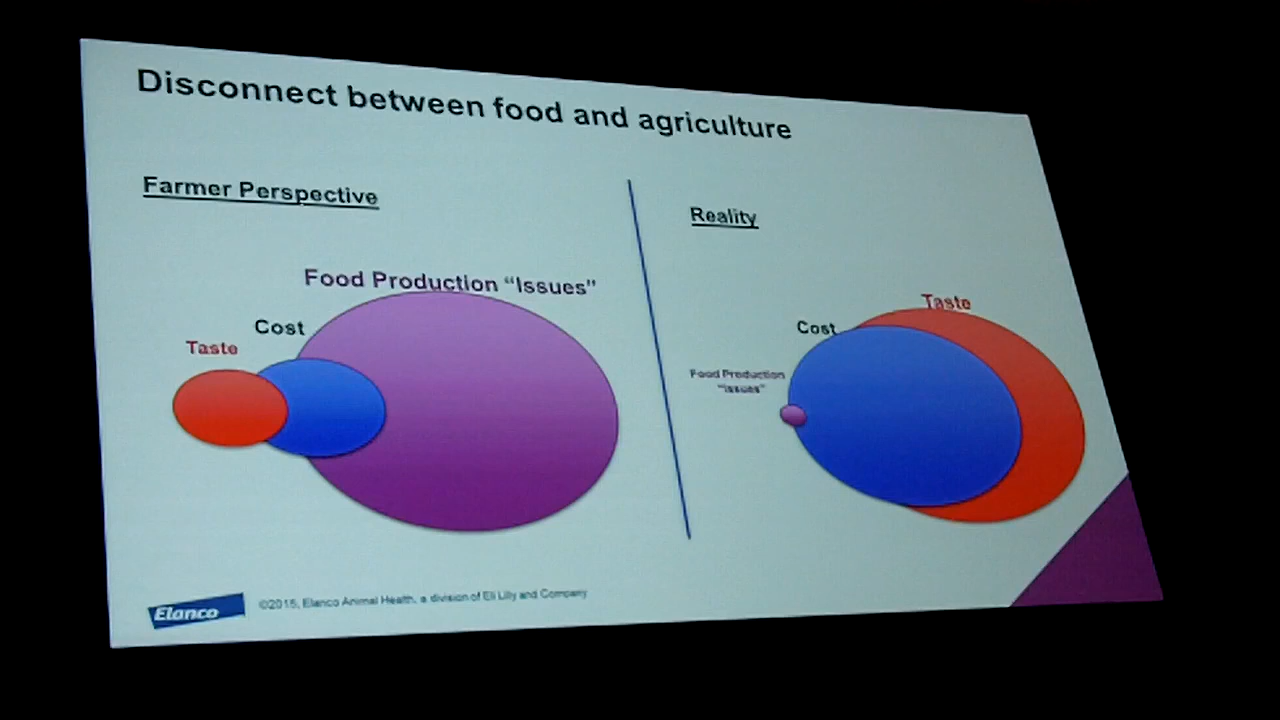 Disconnect between food and agriculture
Farmer Perspective
Food Production “Issues”
Cost
Taste
Reality
Taste
Cost
Food Production
“Issues”
Elanco
©2015, Elanco Animal Health, a division of Eli Lilly and Company